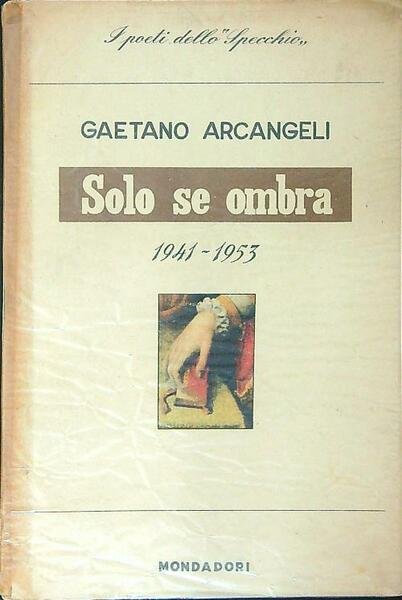 I poeti dello "Specchio"
GAETANO ARCANGELI
Solo se ombra
1941-1953
MONDADORI